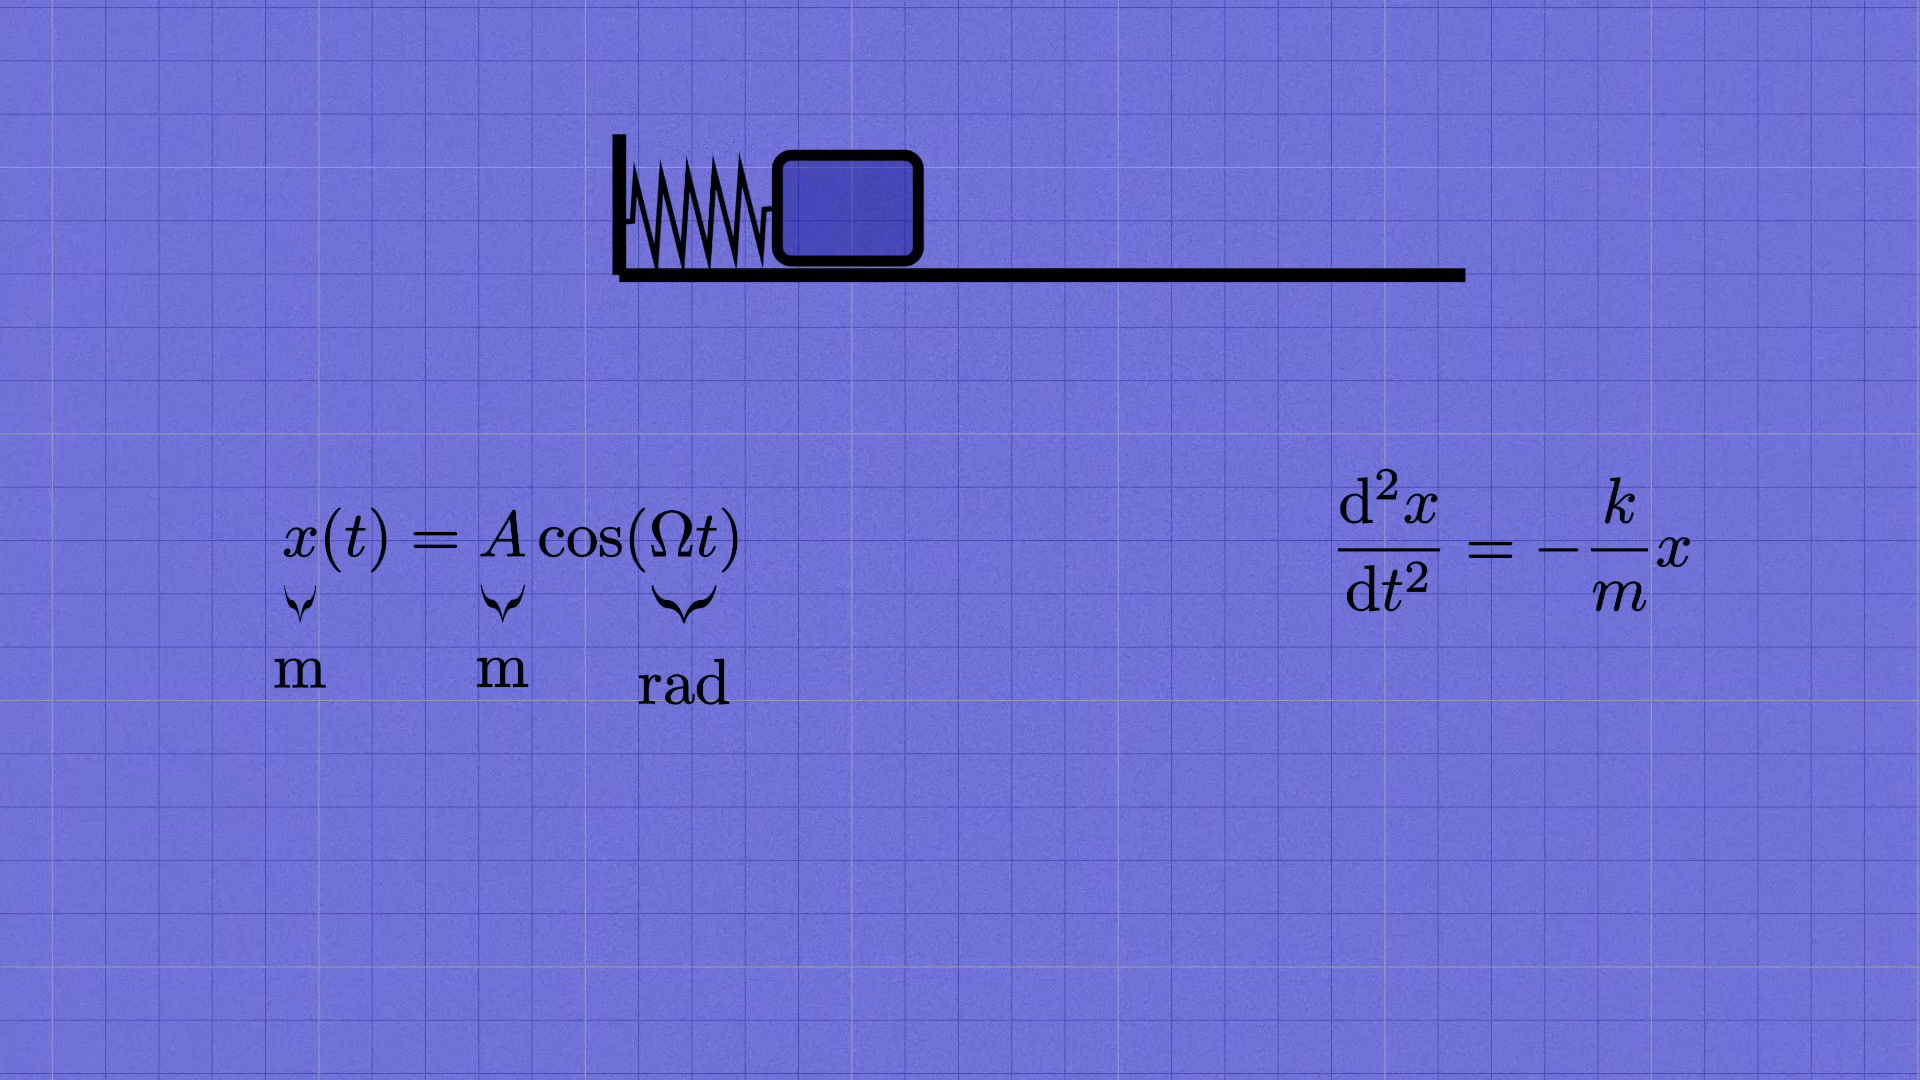 x(t) = A cos(Ωt)
m m rad
d²x/dt² = −(k/m)x